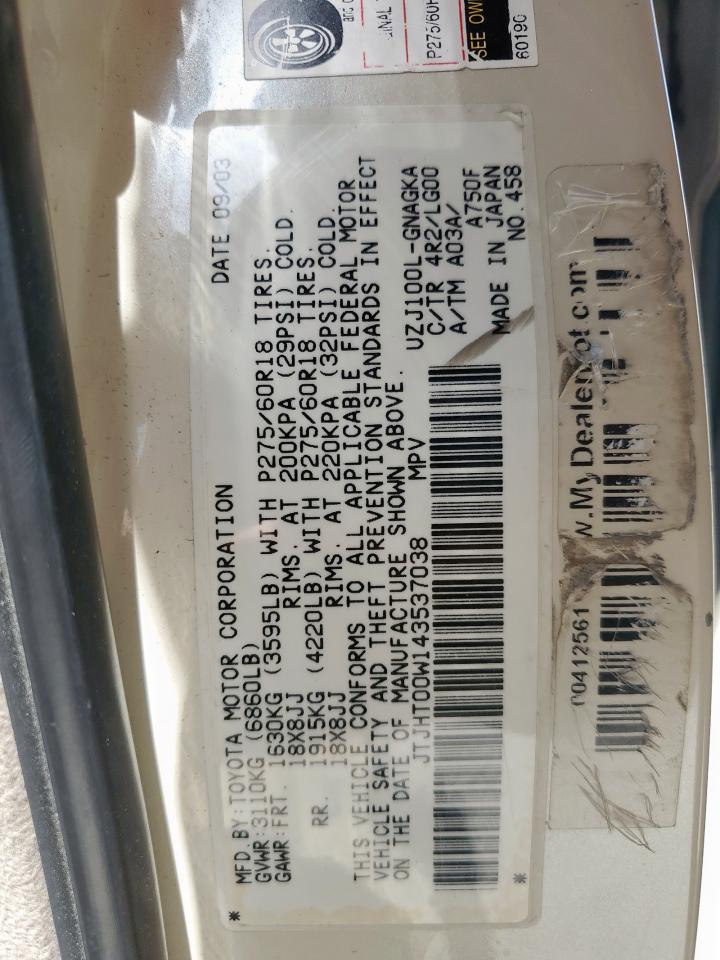 MFD.BY:TOYOTA MOTOR CORPORATION DATE 09/03
GVWR:3110KG (6860LB)
GAWR:FRT. 1630KG (3595LB) WITH P275/60R18 TIRES.
18X8JJ RIMS. AT 200KPA (29PSI) COLD.
RR. 1915KG (4220LB) WITH P275/60R18 TIRES.
18X8JJ RIMS. AT 220KPA (32PSI) COLD.
THIS VEHICLE CONFORMS TO ALL APPLICABLE FEDERAL MOTOR
VEHICLE SAFETY AND THEFT PREVENTION STANDARDS IN EFFECT
ON THE DATE OF MANUFACTURE SHOWN ABOVE.
JTJHT00W143537038 MPV
UZJ100L-GNAGKA
C/TR 4R2/LG00
A/TM A03A/
A750F
MADE IN JAPAN
NO.458
* *
P275/60R
SEE OW
60190
w.MyDealerlot.com
00412561